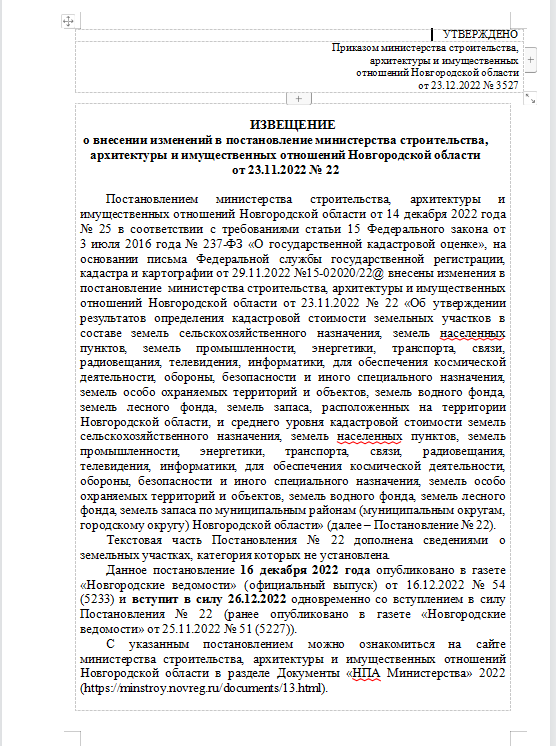 УТВЕРЖДЕНО
Приказом министерства строительства,
архитектуры и имущественных
отношений Новгородской области
от 23.12.2022 № 3527
ИЗВЕЩЕНИЕ
о внесении изменений в постановление министерства строительства,
архитектуры и имущественных отношений Новгородской области
от 23.11.2022 № 22
Постановлением министерства строительства, архитектуры и
имущественных отношений Новгородской области от 14 декабря 2022 года
№ 25 в соответствии с требованиями статьи 15 Федерального закона от
3 июля 2016 года № 237-ФЗ «О государственной кадастровой оценке», на
основании письма Федеральной службы государственной регистрации,
кадастра и картографии от 29.11.2022 №15-02020/22@ внесены изменения в
постановление министерства строительства, архитектуры и имущественных
отношений Новгородской области от 23.11.2022 № 22 «Об утверждении
результатов определения кадастровой стоимости земельных участков в
составе земель сельскохозяйственного назначения, земель населенных
пунктов, земель промышленности, энергетики, транспорта, связи,
радиовещания, телевидения, информатики, для обеспечения космической
деятельности, обороны, безопасности и иного специального назначения,
земель особо охраняемых территорий и объектов, земель водного фонда,
земель лесного фонда, земель запаса, расположенных на территории
Новгородской области, и среднего уровня кадастровой стоимости земель
сельскохозяйственного назначения, земель населенных пунктов, земель
промышленности, энергетики, транспорта, связи, радиовещания,
телевидения, информатики, для обеспечения космической деятельности,
обороны, безопасности и иного специального назначения, земель особо
охраняемых территорий и объектов, земель водного фонда, земель лесного
фонда, земель запаса по муниципальным районам (муниципальным округам,
городскому округу) Новгородской области» (далее – Постановление № 22).
Текстовая часть Постановления № 22 дополнена сведениями о
земельных участках, категория которых не установлена.
Данное постановление 16 декабря 2022 года опубликовано в газете
«Новгородские ведомости» (официальный выпуск) от 16.12.2022 № 54
(5233) и вступит в силу 26.12.2022 одновременно со вступлением в силу
Постановления № 22 (ранее опубликовано в газете «Новгородские
ведомости» от 25.11.2022 № 51 (5227)).
С указанным постановлением можно ознакомиться на сайте
министерства строительства, архитектуры и имущественных отношений
Новгородской области в разделе Документы «НПА Министерства» 2022
(https://minstroy.novreg.ru/documents/13.html).